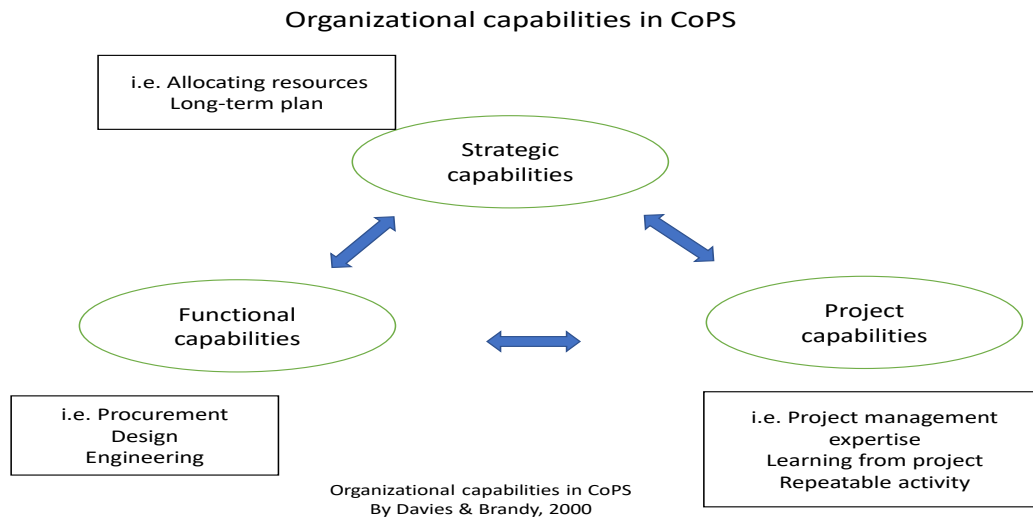 Organizational capabilities in CoPS
i.e. Allocating resources
Long-term plan
Strategic
capabilities
Functional
capabilities
Project
capabilities
i.e. Procurement
Design
Engineering
i.e. Project management
expertise
Learning from project
Repeatable activity
Organizational capabilities in CoPS
By Davies & Brandy, 2000